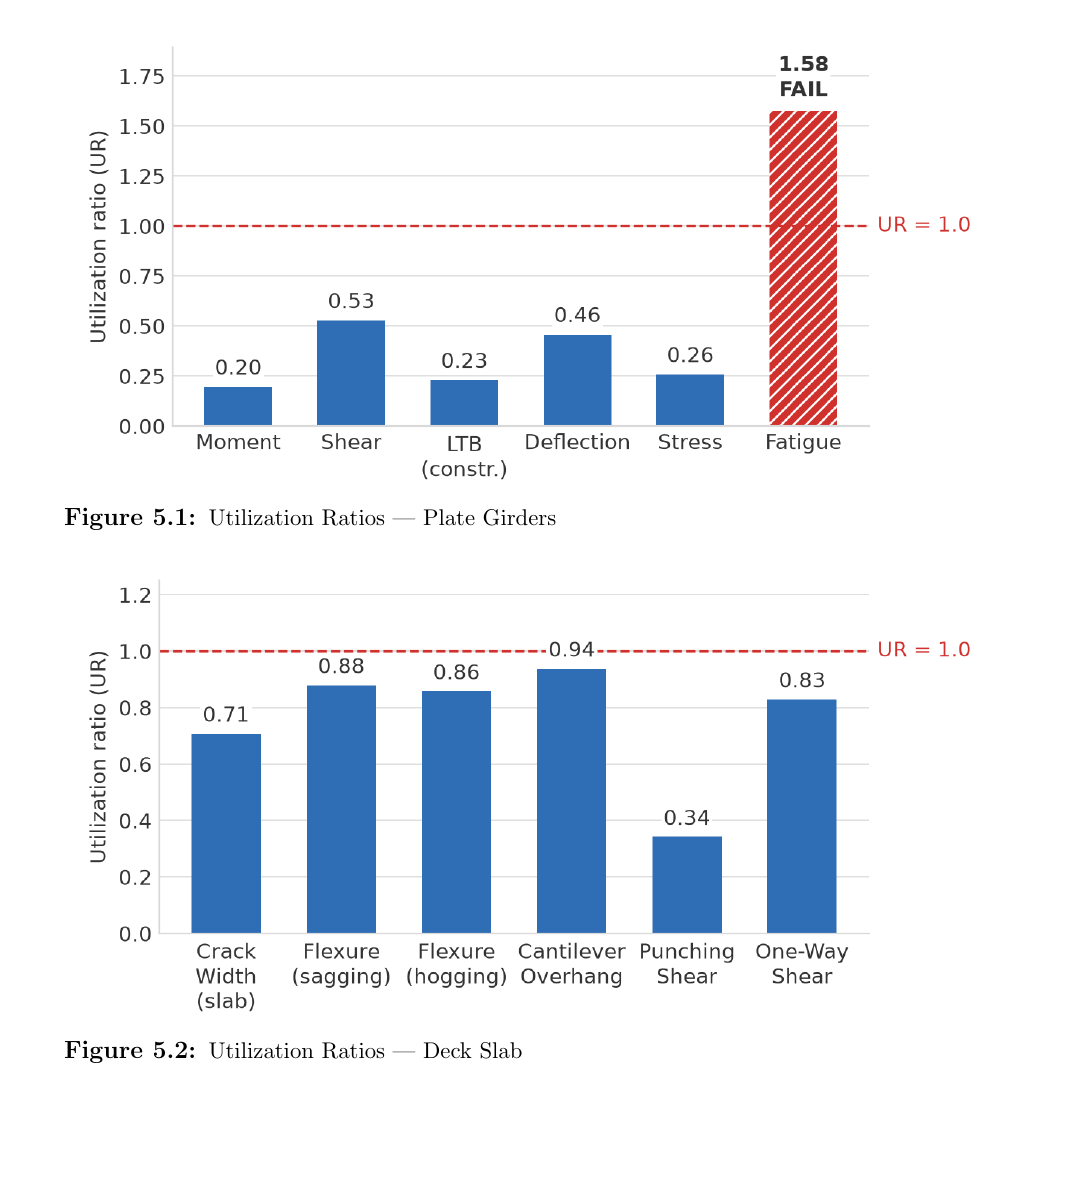 1.58
FAIL
1.75
1.50
1.25
1.00
0.75
0.50
0.25
0.00
Utilization ratio (UR)
UR = 1.0
0.20
0.53
0.23
0.46
0.26
Moment
Shear
LTB
(constr.)
Deflection
Stress
Fatigue
Figure 5.1: Utilization Ratios — Plate Girders
1.2
1.0
0.8
0.6
0.4
0.2
0.0
Utilization ratio (UR)
UR = 1.0
0.71
0.88
0.86
0.94
0.34
0.83
Crack
Width
(slab)
Flexure
(sagging)
Flexure
(hogging)
Cantilever
Overhang
Punching
Shear
One-Way
Shear
Figure 5.2: Utilization Ratios — Deck Slab